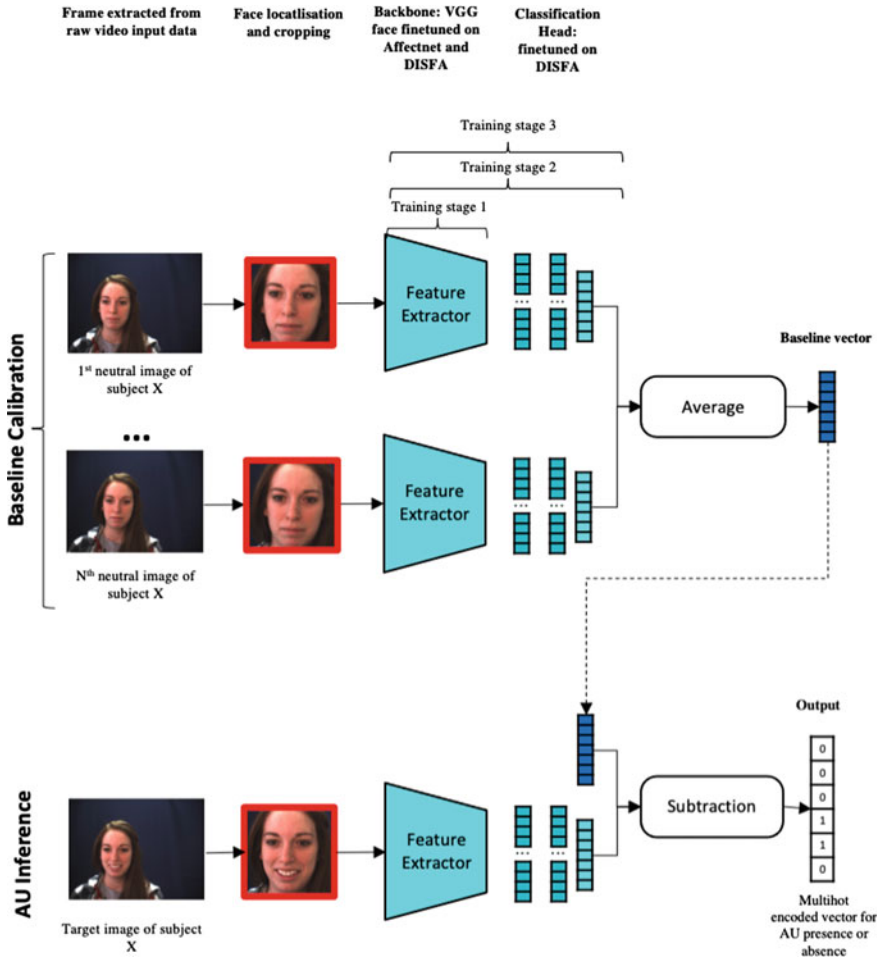 Frame extracted from
raw video input data
Face locatlisation
and cropping
Backbone: VGG
face finetuned on
Affectnet and
DISFA
Classification
Head:
finetuned on
DISFA
Training stage 3
Training stage 2
Training stage 1
Baseline Calibration
Feature
Extractor
1st neutral image of
subject X
...
Average
Baseline vector
Feature
Extractor
Nth neutral image of
subject X
AU Inference
Feature
Extractor
Target image of subject
X
Subtraction
Output
0
0
0
1
1
0
Multihot
encoded vector for
AU presence or
absence